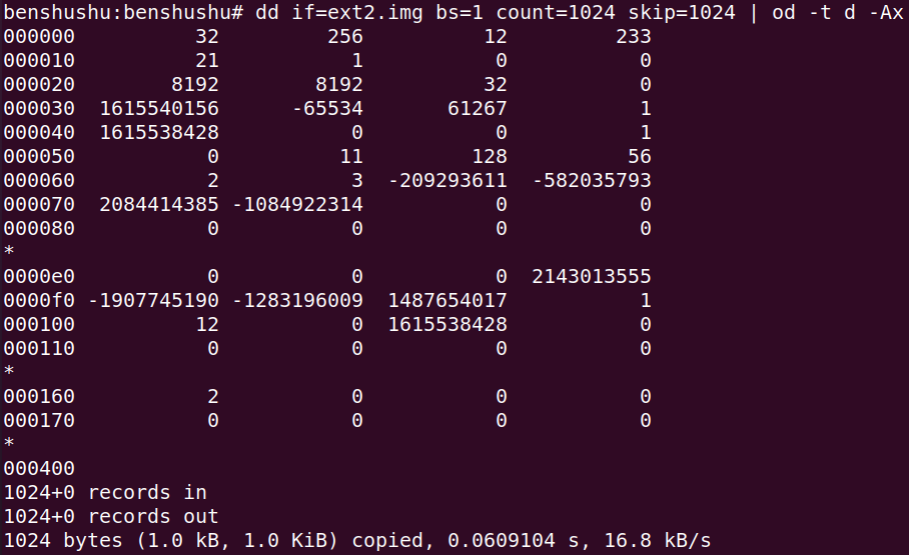 benshushu:benshushu# dd if=ext2.img bs=1 count=1024 skip=1024 | od -t d -Ax
000000          32         256          12         233
000010          21           1           0           0
000020        8192        8192          32           0
000030  1615540156      -65534       61267           1
000040  1615538428           0           0           1
000050           0          11         128          56
000060           2           3  -209293611  -582035793
000070  2084414385 -1084922314           0           0
000080           0           0           0           0
*
0000e0           0           0           0  2143013555
0000f0 -1907745190 -1283196009  1487654017           1
000100          12           0  1615538428           0
000110           0           0           0           0
*
000160           2           0           0           0
000170           0           0           0           0
*
000400
1024+0 records in
1024+0 records out
1024 bytes (1.0 kB, 1.0 KiB) copied, 0.0609104 s, 16.8 kB/s